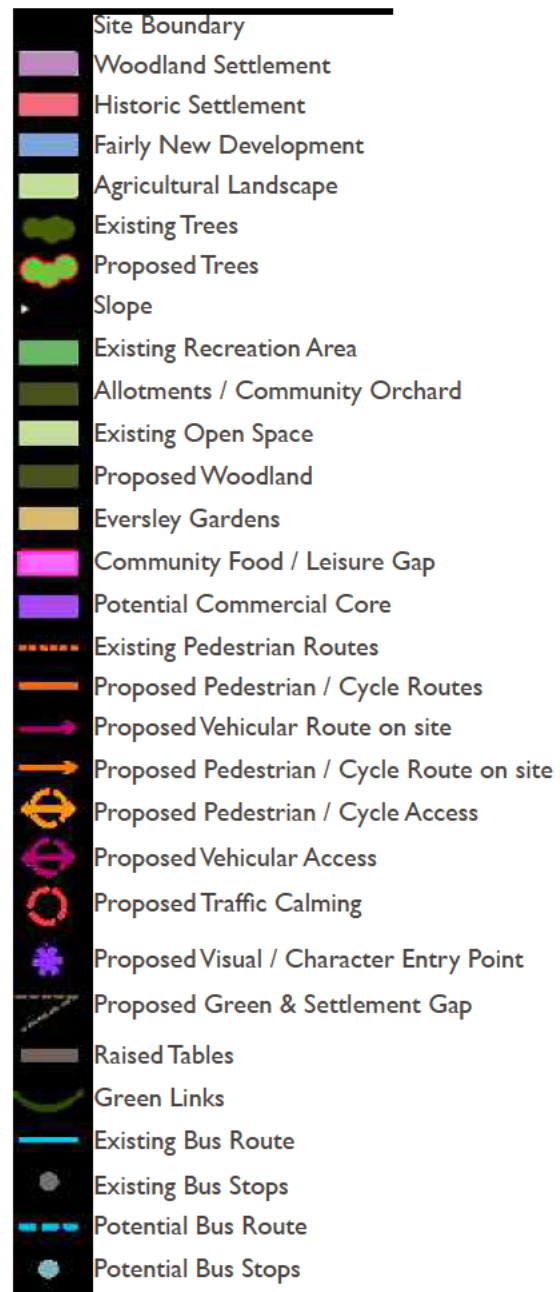 Site Boundary
Woodland Settlement
Historic Settlement
Fairly New Development
Agricultural Landscape
Existing Trees
Proposed Trees
Slope
Existing Recreation Area
Allotments / Community Orchard
Existing Open Space
Proposed Woodland
Eversley Gardens
Community Food / Leisure Gap
Potential Commercial Core
Existing Pedestrian Routes
Proposed Pedestrian / Cycle Routes
Proposed Vehicular Route on site
Proposed Pedestrian / Cycle Route on site
Proposed Pedestrian / Cycle Access
Proposed Vehicular Access
Proposed Traffic Calming
Proposed Visual / Character Entry Point
Proposed Green & Settlement Gap
Raised Tables
Green Links
Existing Bus Route
Existing Bus Stops
Potential Bus Route
Potential Bus Stops